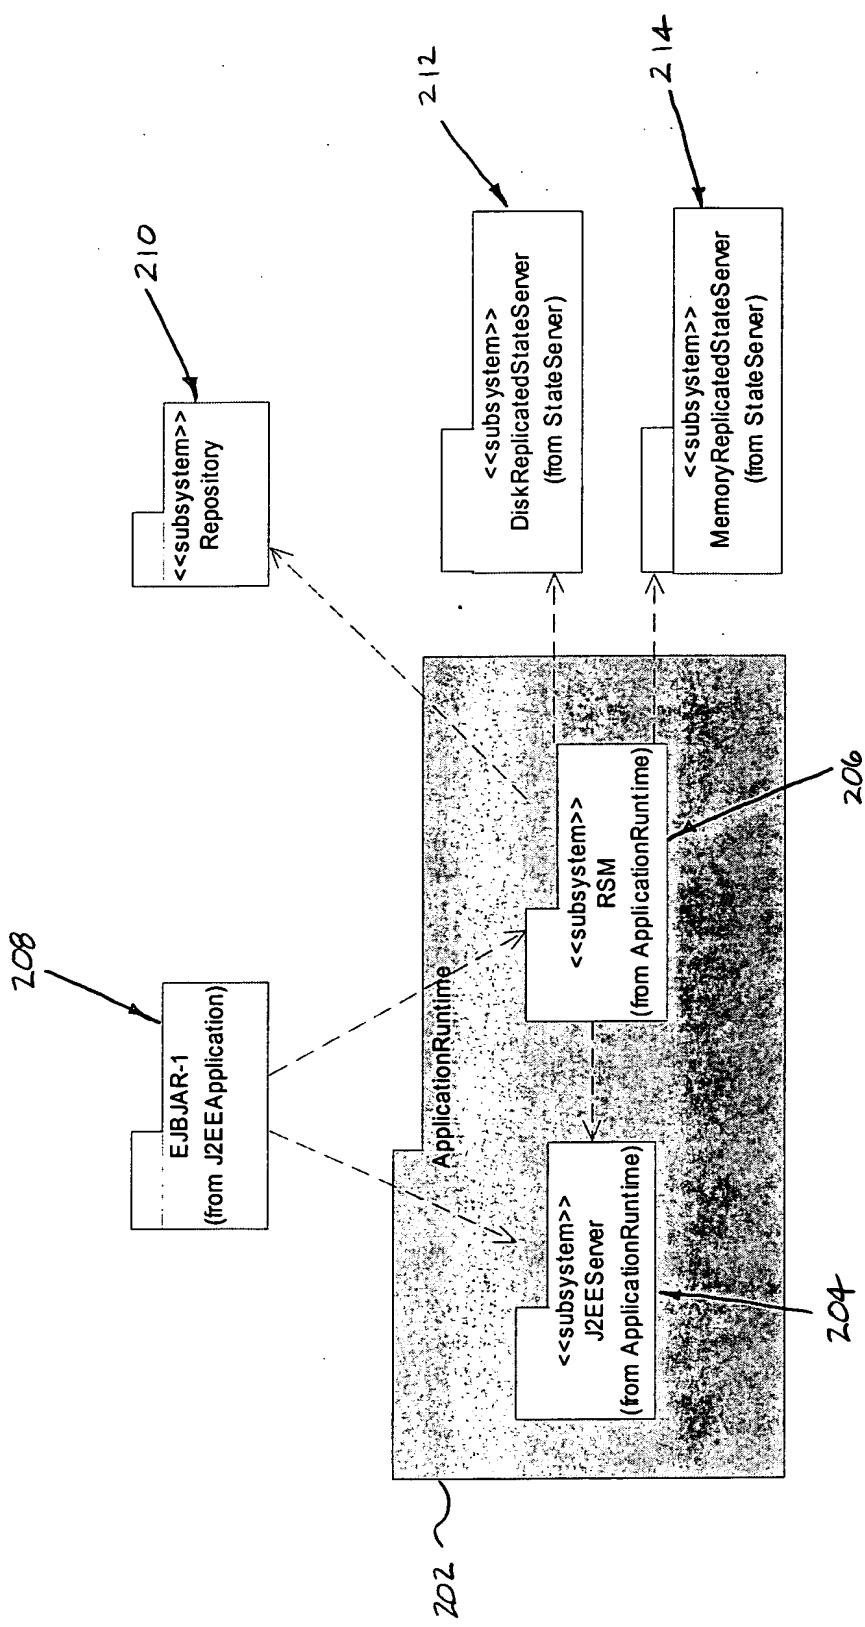 208
EJBJAR-1
(from J2EEApplication)
210
<<subsystem>>
Repository
212
<<subsystem>>
DiskReplicatedStateServer
(from StateServer)
214
<<subsystem>>
MemoryReplicatedStateServer
(from StateServer)
202
ApplicationRuntime
<<subsystem>>
J2EEServer
(from ApplicationRuntime)
204
<<subsystem>>
RSM
(from ApplicationRuntime)
206